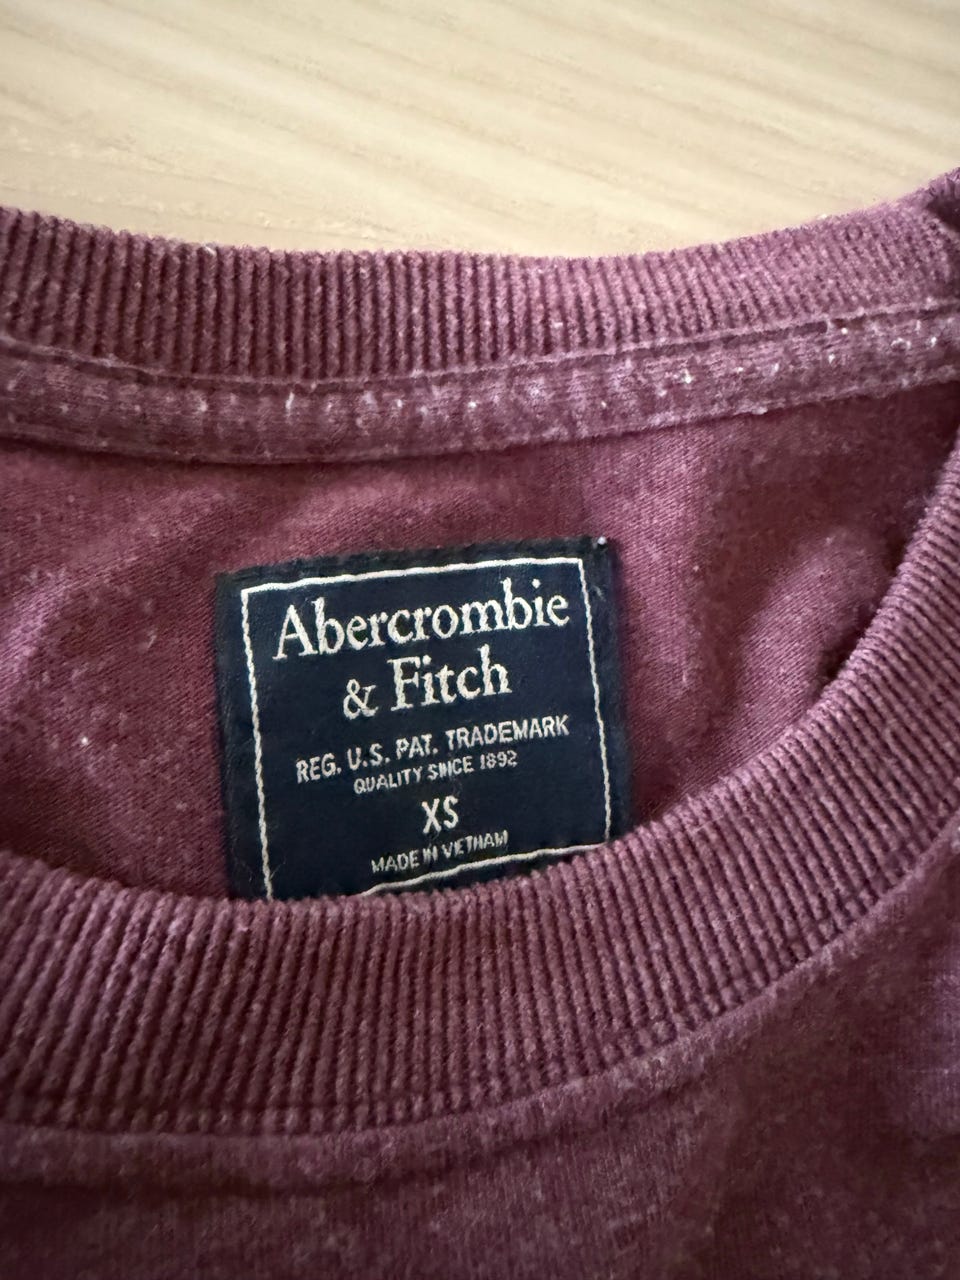 Abercrombie
& Fitch
REG. U.S. PAT. TRADEMARK
QUALITY SINCE 1892
XS
MADE IN VIETNAM